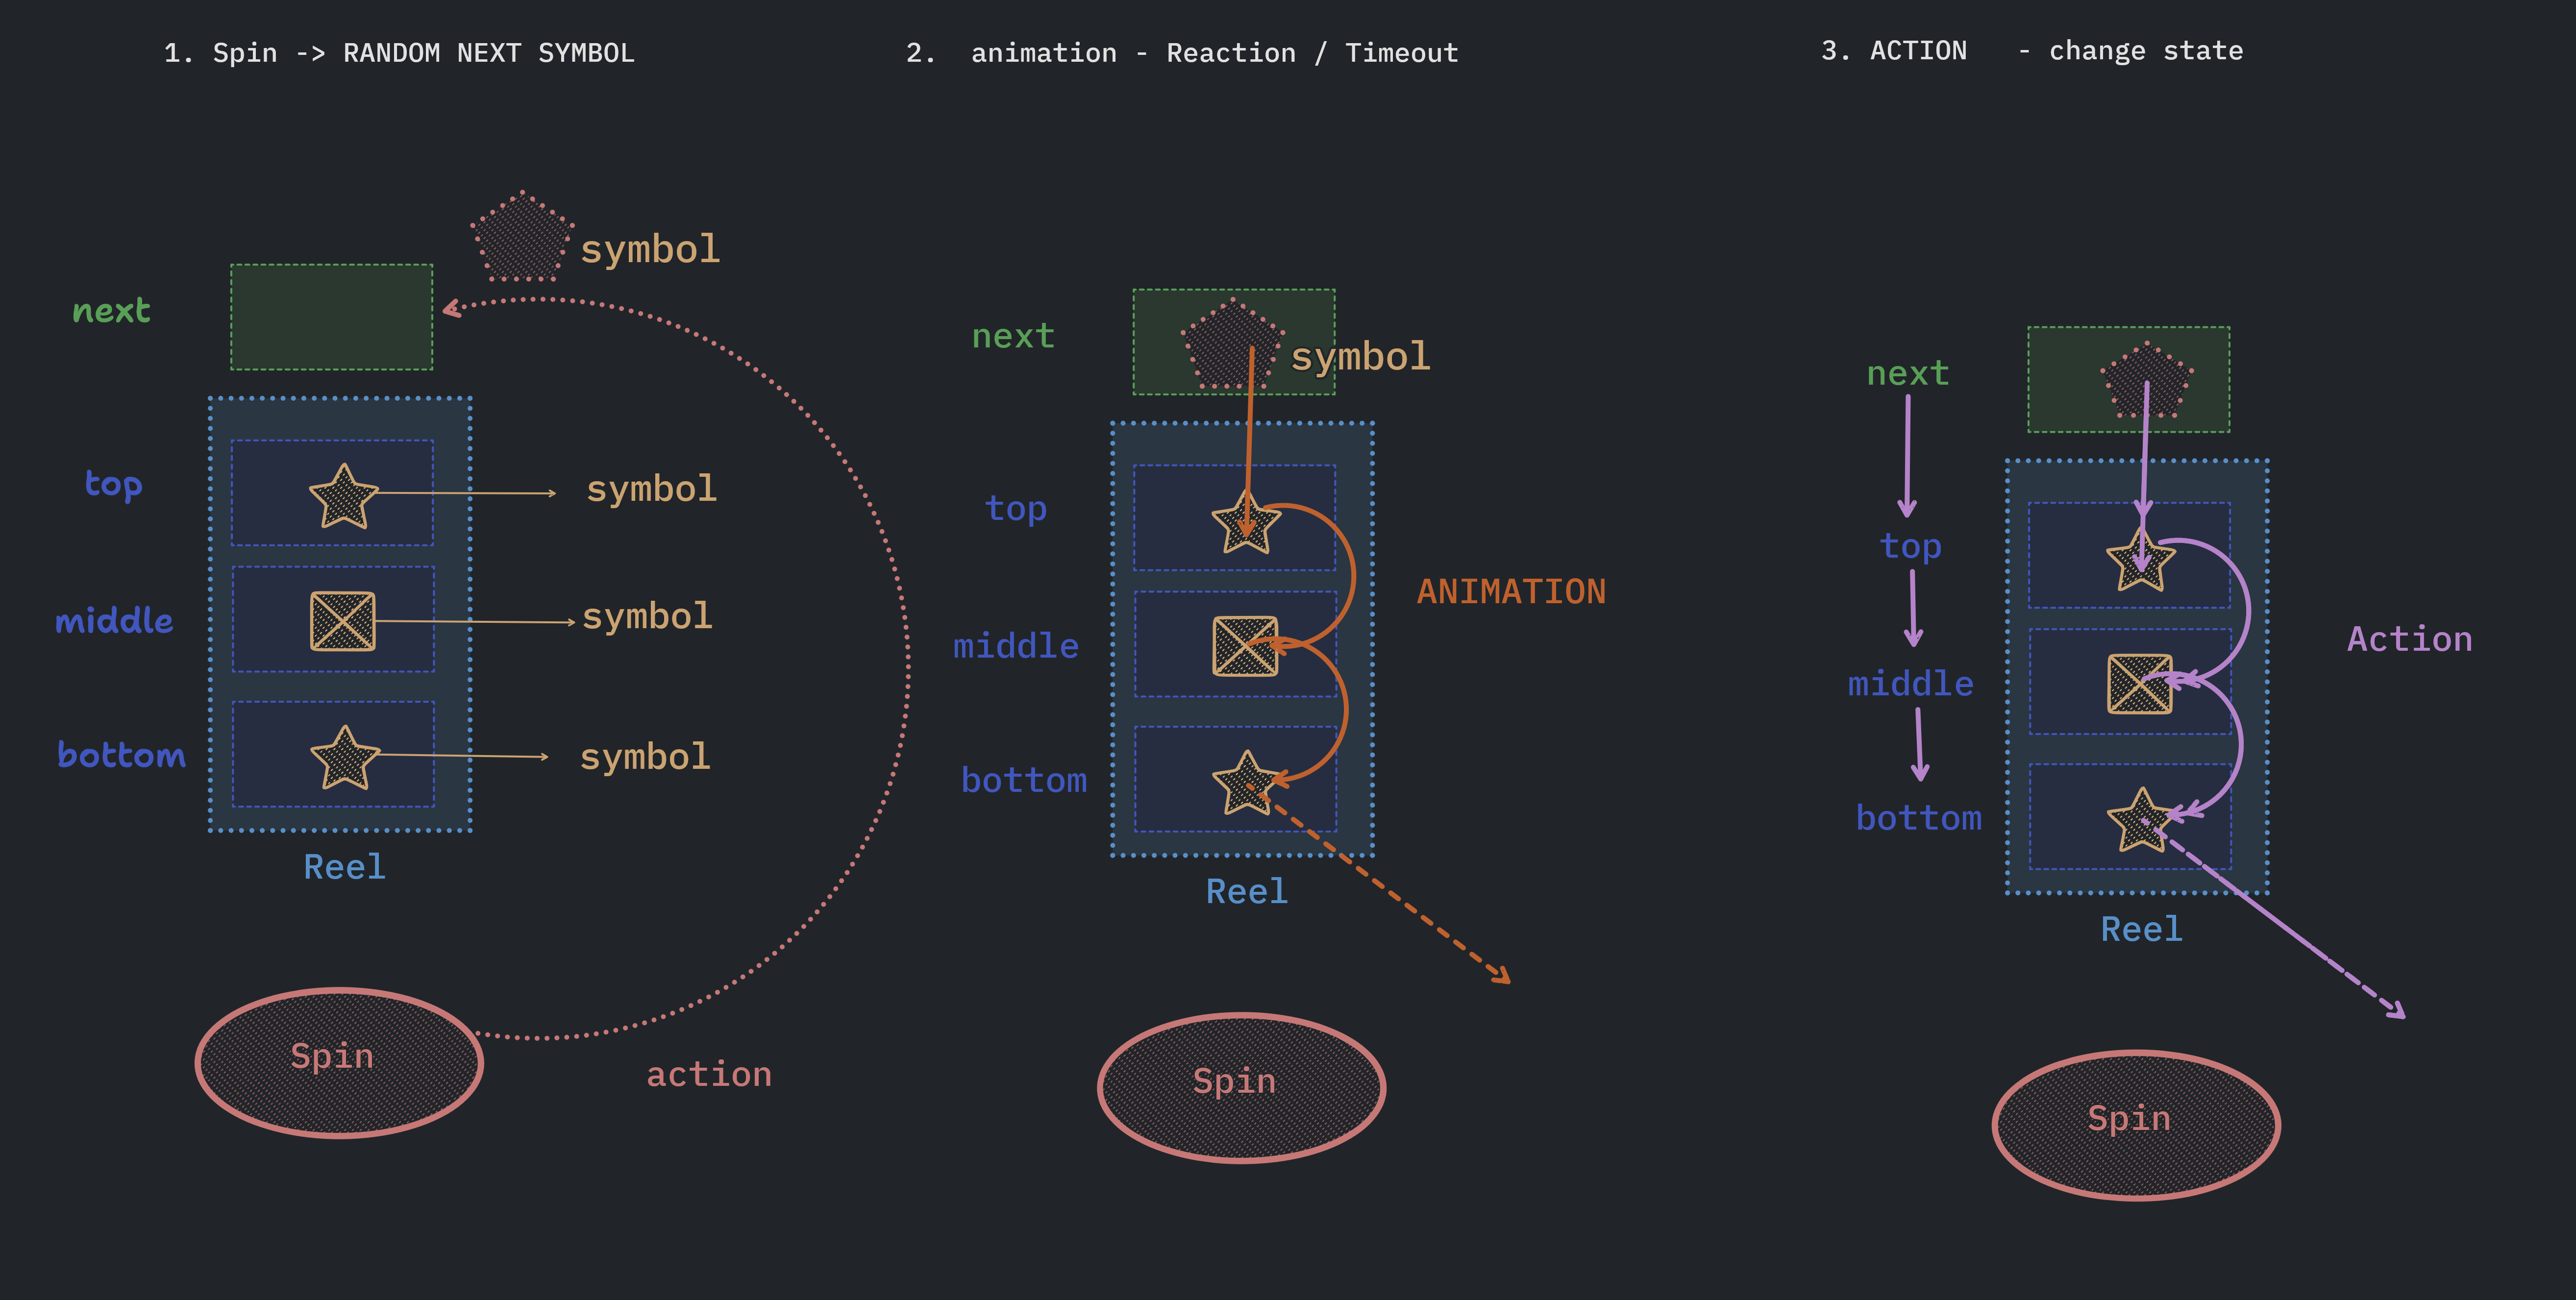 1. Spin -> RANDOM NEXT SYMBOL
symbol
next
top
symbol
middle
symbol
bottom
symbol
Reel
Spin
action
2. animation - Reaction / Timeout
next
symbol
top
ANIMATION
middle
bottom
Reel
Spin
3. ACTION - change state
next
top
Action
middle
bottom
Reel
Spin